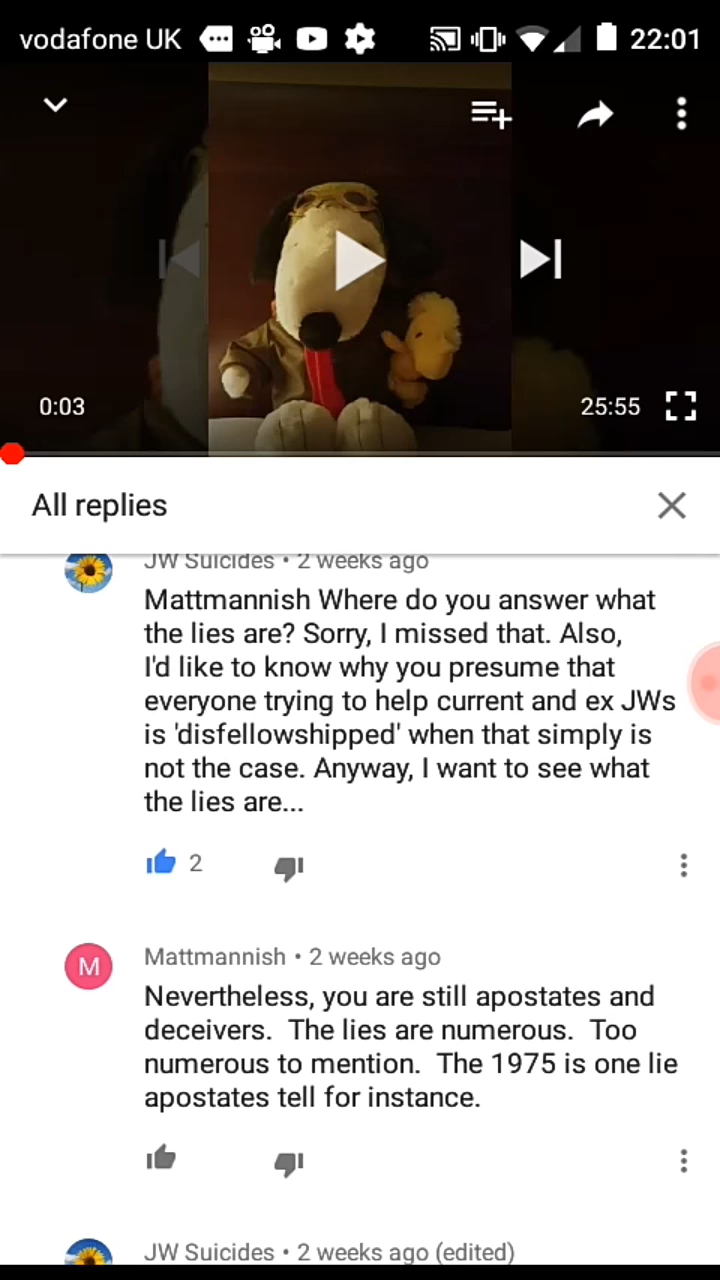 vodafone UK 22:01
0:03 25:55
All replies
JW Suicides • 2 weeks ago
Mattmannish Where do you answer what
the lies are? Sorry, I missed that. Also,
I'd like to know why you presume that
everyone trying to help current and ex JWs
is 'disfellowshipped' when that simply is
not the case. Anyway, I want to see what
the lies are...
2
M
Mattmannish • 2 weeks ago
Nevertheless, you are still apostates and
deceivers.  The lies are numerous.  Too
numerous to mention.  The 1975 is one lie
apostates tell for instance.
JW Suicides • 2 weeks ago (edited)